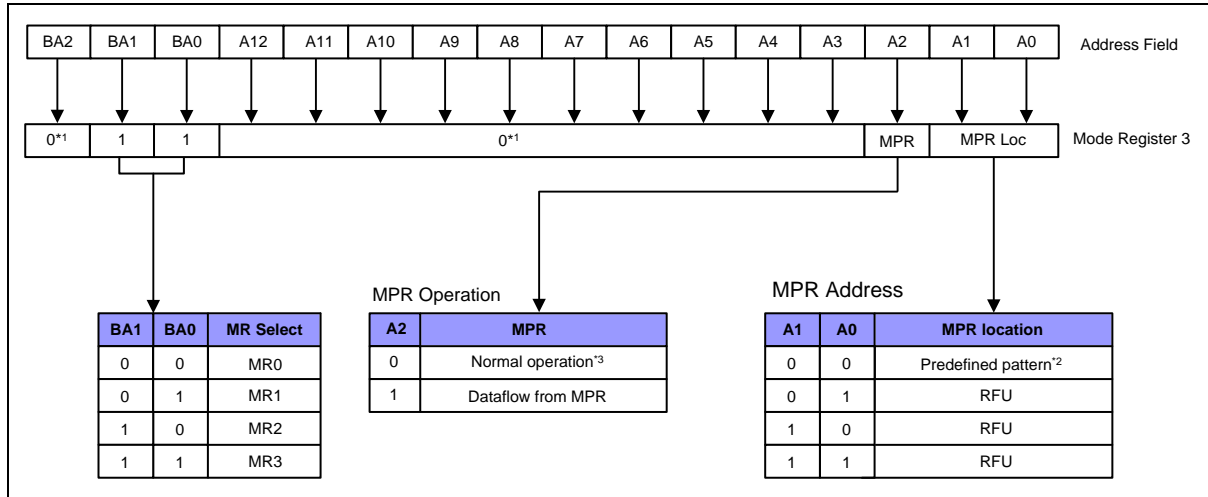 BA2 BA1 BA0 A12 A11 A10 A9 A8 A7 A6 A5 A4 A3 A2 A1 A0 Address Field
0*1 1 1 0*1 MPR MPR Loc Mode Register 3
MPR Operation
MPR Address
BA1 BA0 MR Select
0 0 MR0
0 1 MR1
1 0 MR2
1 1 MR3
A2 MPR
0 Normal operation*3
1 Dataflow from MPR
A1 A0 MPR location
0 0 Predefined pattern*2
0 1 RFU
1 0 RFU
1 1 RFU